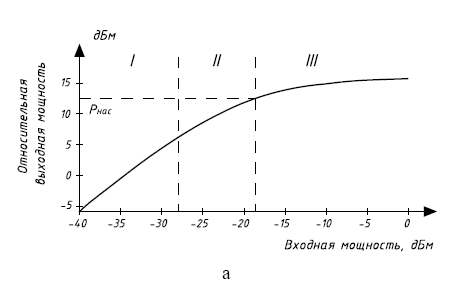 дБм
I II III
Относительная
выходная мощность
15
10
5
0
-5
Pнас
-40 -35 -30 -25 -20 -15 -10 -5 0
Входная мощность, дБм
а